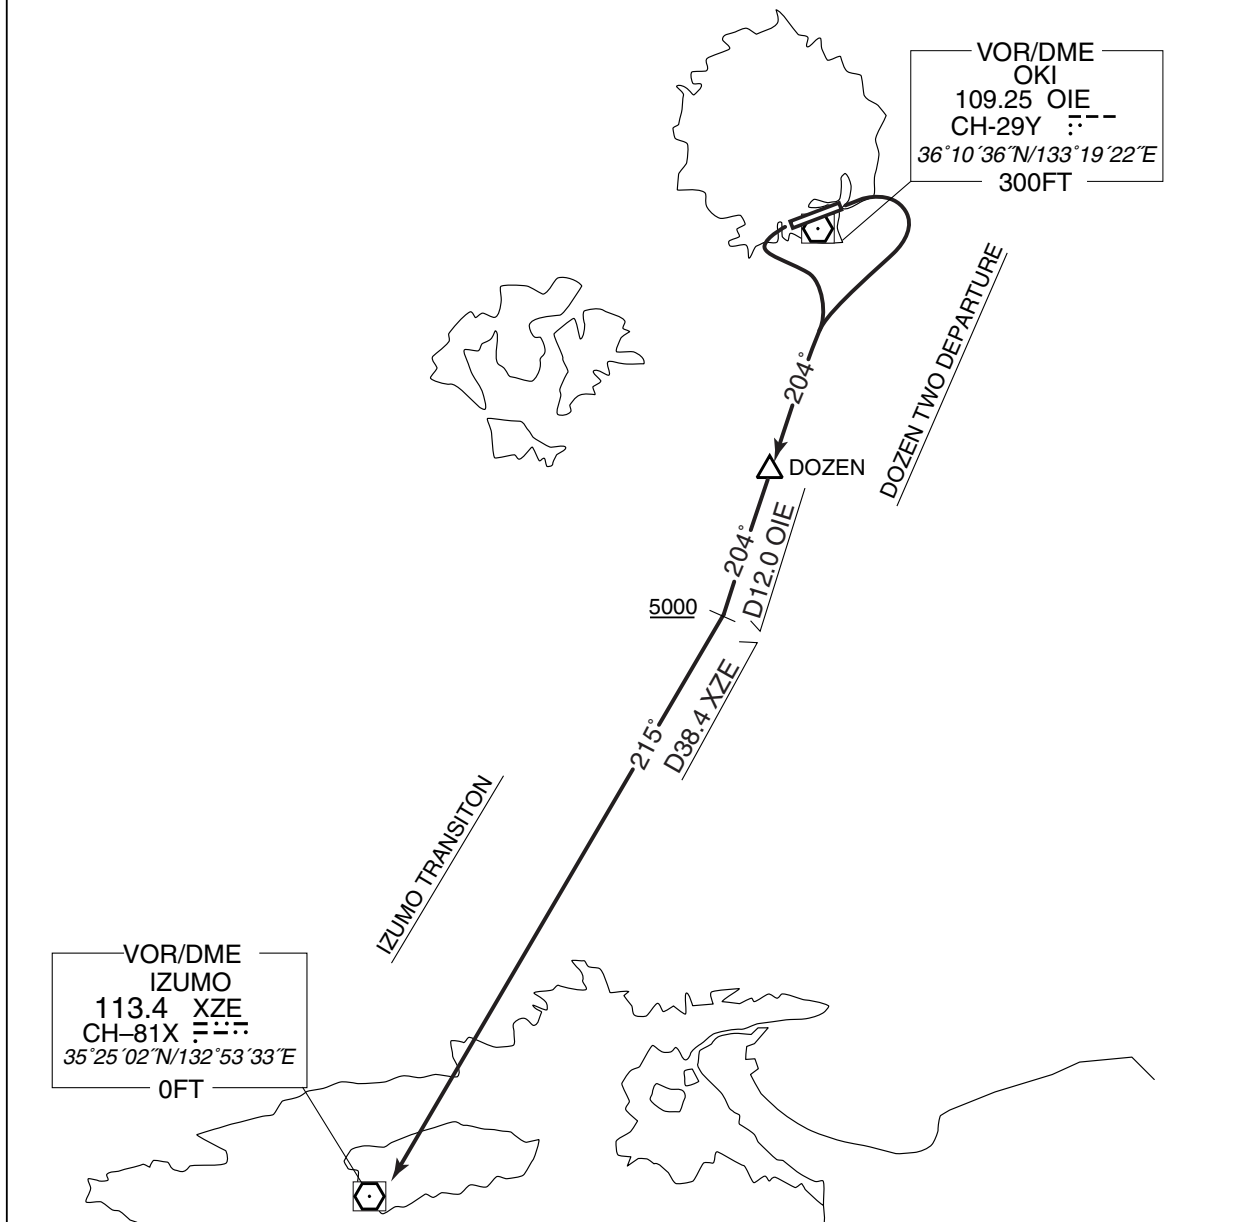 VOR/DME
OKI
109.25 OIE
CH-29Y
36°10´36˝N/133°19´22˝E
300FT
DOZEN TWO DEPARTURE
204°
DOZEN
204°
D12.0 OIE
5000
D38.4 XZE
215°
IZUMO TRANSITON
VOR/DME
IZUMO
113.4 XZE
CH–81X
35°25´02˝N/132°53´33˝E
0FT